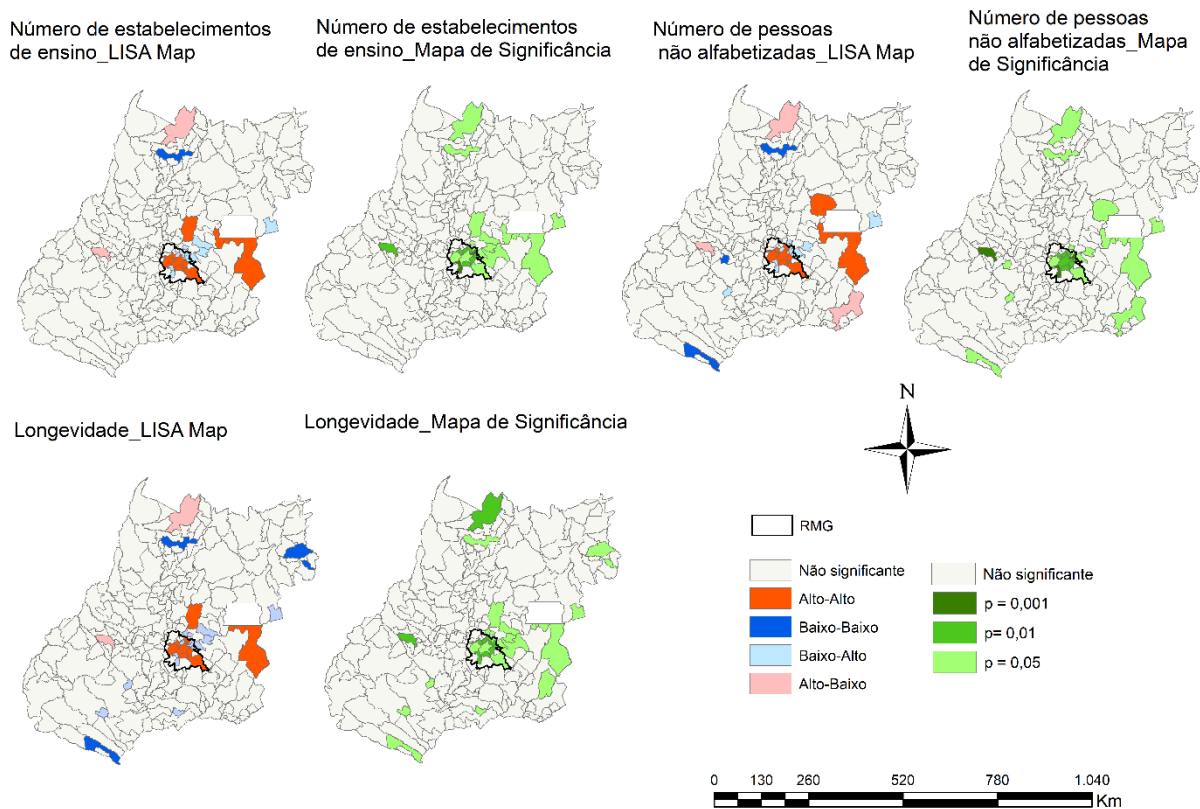 Número de estabelecimentos
de ensino_LISA Map
Número de estabelecimentos
de ensino_Mapa de Significância
Número de pessoas
não alfabetizadas_LISA Map
Número de pessoas
não alfabetizadas_Mapa
de Significância
Longevidade_LISA Map
Longevidade_Mapa de Significância
N
RMG
Não significante
Alto-Alto
Baixo-Baixo
Baixo-Alto
Alto-Baixo
Não significante
p = 0,001
p= 0,01
p = 0,05
0 130 260 520 780 1.040
Km